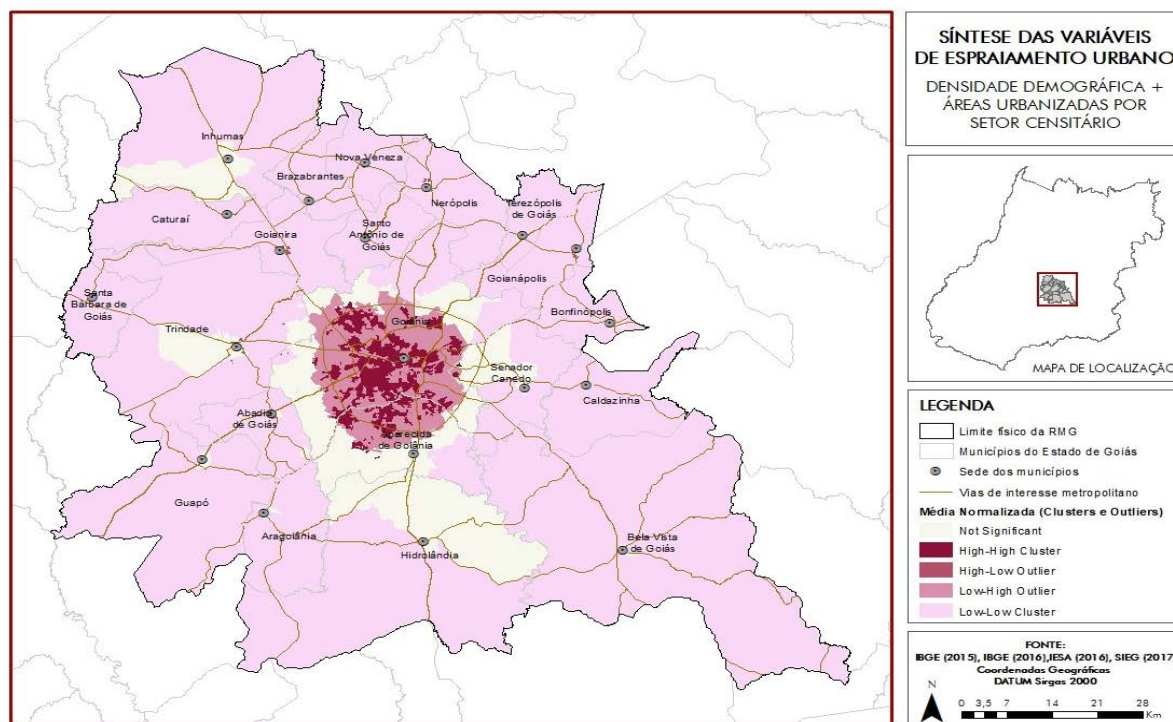 SÍNTESE DAS VARIÁVEIS
DE ESPRAIAMENTO URBANO
DENSIDADE DEMOGRÁFICA +
ÁREAS URBANIZADAS POR
SETOR CENSITÁRIO
Inhumas
Nova Veneza
Brazabrantes
Nerópolis
Terezópolis
de Goiás
Caturaí
Santo
Antônio de
Goiás
Goianira
Goianápolis
Santa
Bárbara de
Goiás
Bonfinópolis
Goiânia
Trindade
Senador
Canedo
Caldazinha
Abadia
de Goiás
Aparecida
de Goiânia
Guapó
Aragoiânia
Hidrolândia
Bela Vista
de Goiás
MAPA DE LOCALIZAÇÃO
LEGENDA
Limite físico da RMG
Municípios do Estado de Goiás
Sede dos municípios
Vias de interesse metropolitano
Média Normalizada (Clusters e Outliers)
Not Significant
High-High Cluster
High-Low Outlier
Low-High Outlier
Low-Low Cluster
FONTE:
IBGE (2015), IBGE (2016),IESA (2016), SIEG (2017)
Coordenadas Geográficas
DATUM Sirgas 2000
N
0 3,5 7 14 21 28
Km